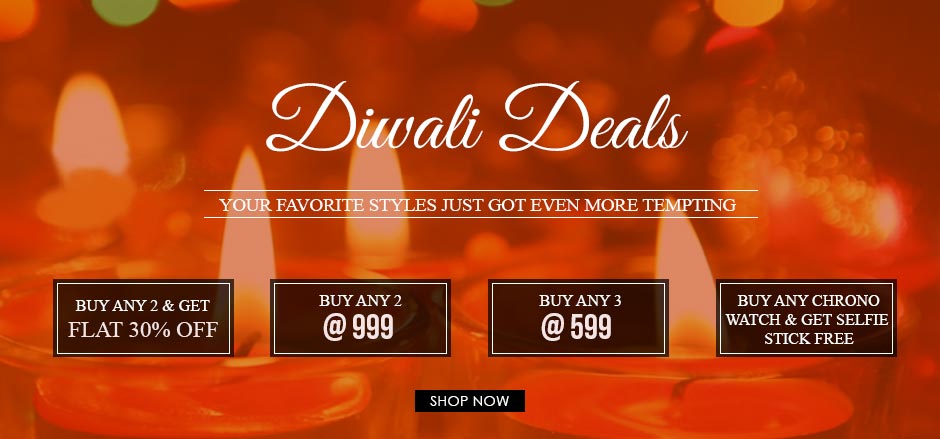 Diwali Deals
YOUR FAVORITE STYLES JUST GOT EVEN MORE TEMPTING
BUY ANY 2 & GET
FLAT 30% OFF
BUY ANY 2
@ 999
BUY ANY 3
@ 599
BUY ANY CHRONO
WATCH & GET SELFIE
STICK FREE
SHOP NOW